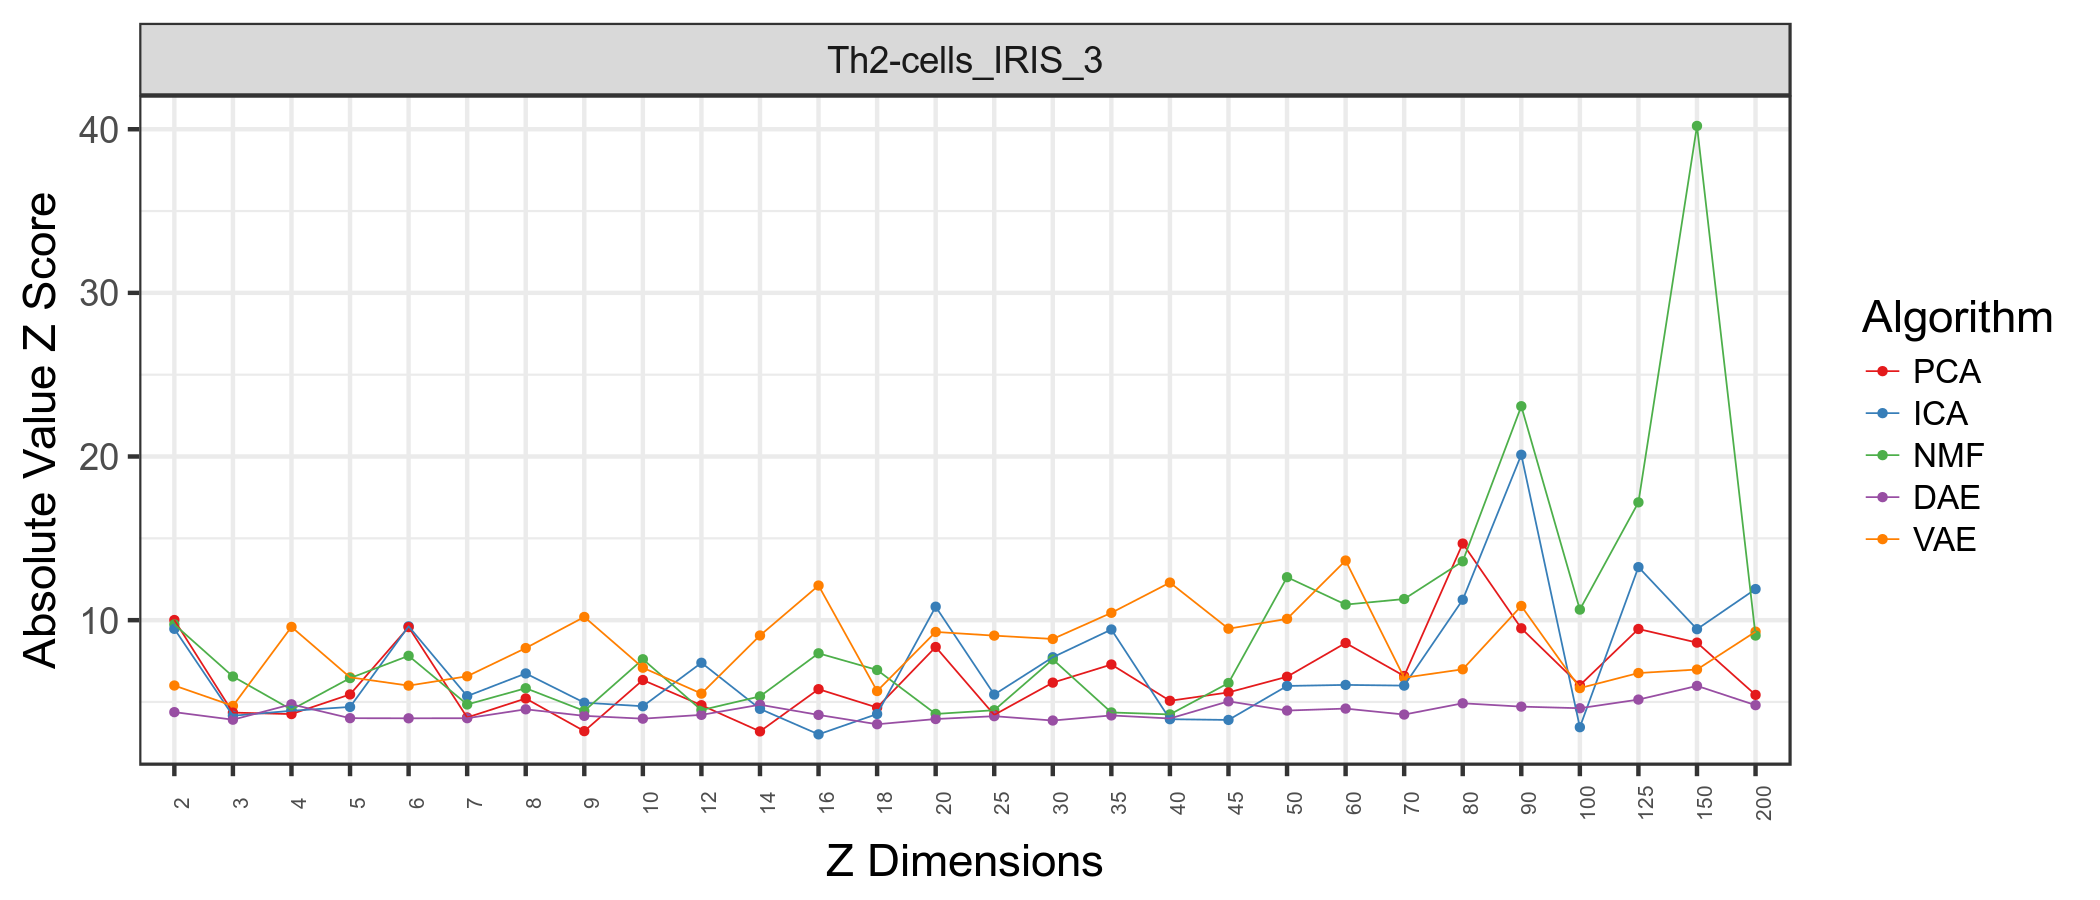 Th2-cells_IRIS_3
Absolute Value Z Score
40
30
20
10
2 3 4 5 6 7 8 9 10 12 14 16 18 20 25 30 35 40 45 50 60 70 80 90 100 125 150 200
Z Dimensions
Algorithm
PCA
ICA
NMF
DAE
VAE